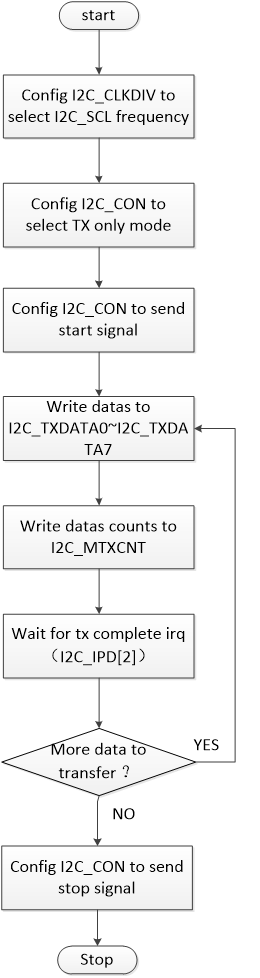 start
Config I2C_CLKDIV to
select I2C_SCL frequency
Config I2C_CON to
select TX only mode
Config I2C_CON to send
start signal
Write datas to
I2C_TXDATA0~I2C_TXDA
TA7
Write datas counts to
I2C_MTXCNT
Wait for tx complete irq
（I2C_IPD[2]）
More data to
transfer ？
YES
NO
Config I2C_CON to send
stop signal
Stop